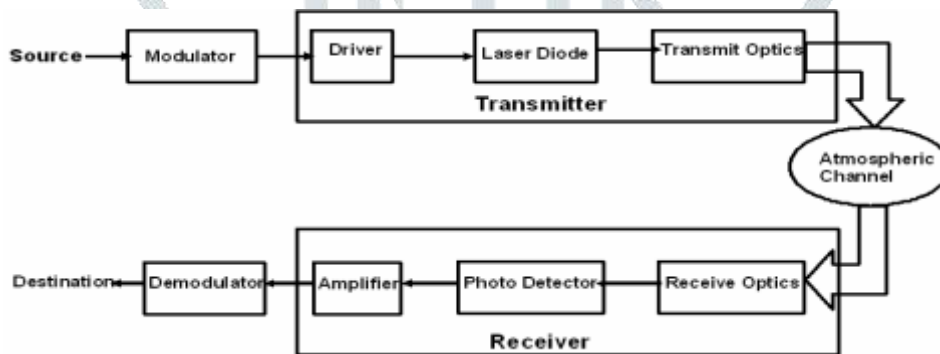 Source
Modulator
Driver
Laser Diode
Transmit Optics
Transmitter
Atmospheric
Channel
Destination
Demodulator
Amplifier
Photo Detector
Receive Optics
Receiver